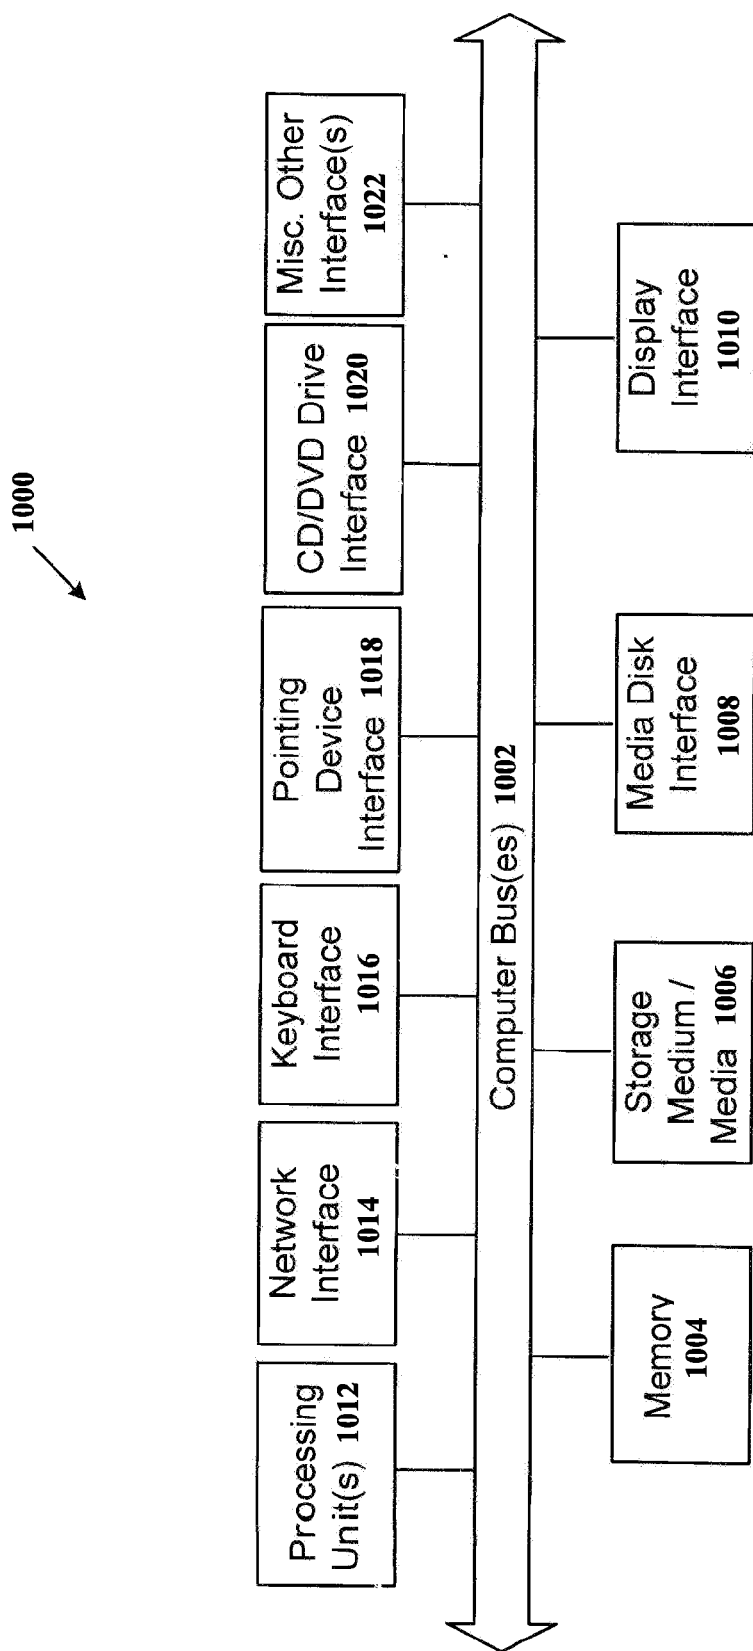 1000
Processing
Unit(s) 1012
Network
Interface
1014
Keyboard
Interface
1016
Pointing
Device
Interface 1018
CD/DVD Drive
Interface 1020
Misc. Other
Interface(s)
1022
Computer Bus(es) 1002
Memory
1004
Storage
Medium / 1006
Media
Media Disk
Interface
1008
Display
Interface
1010